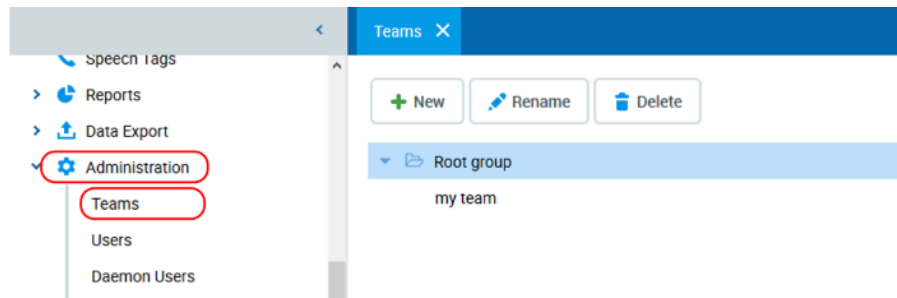 Speech Tags
Reports
Data Export
Administration
Teams
Users
Daemon Users
Teams
New
Rename
Delete
Root group
my team